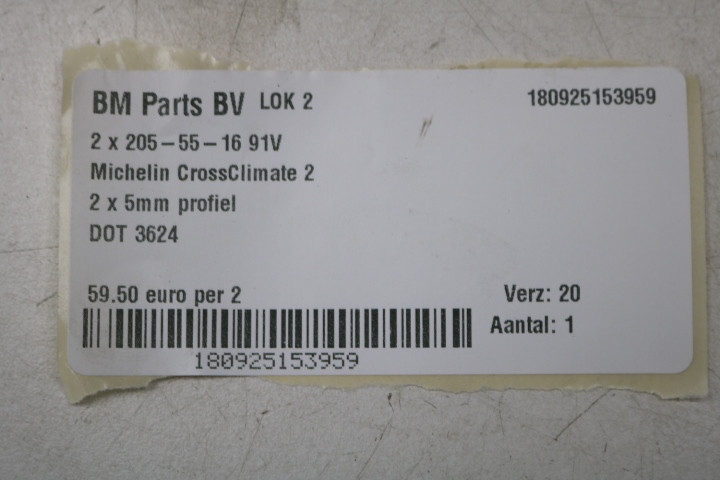 BM Parts BV LOK 2 180925153959
2 x 205-55-16 91V
Michelin CrossClimate 2
2 x 5mm profiel
DOT 3624
59.50 euro per 2 Verz: 20
Aantal: 1
180925153959